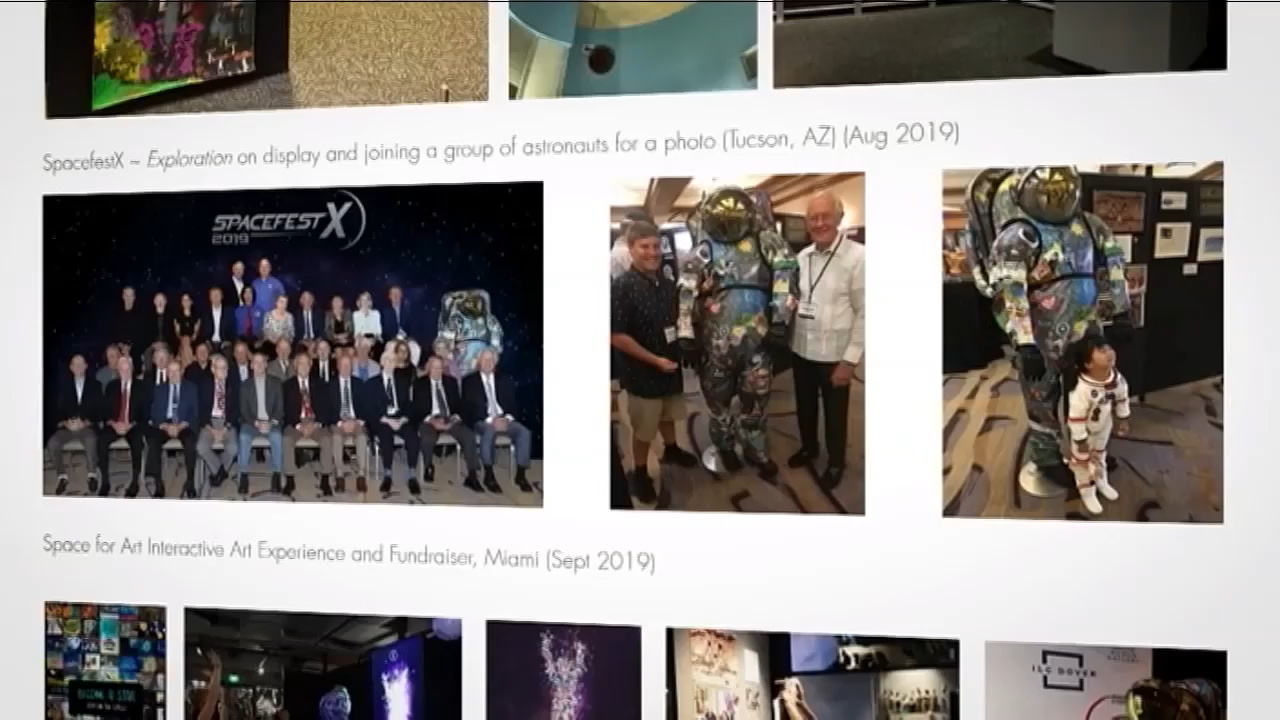 SpacefestX ~ Exploration on display and joining a group of astronauts for a photo (Tucson, AZ) (Aug 2019)
SPACEFEST X
2019
Space for Art Interactive Art Experience and Fundraiser, Miami (Sept 2019)
ILC DOVER